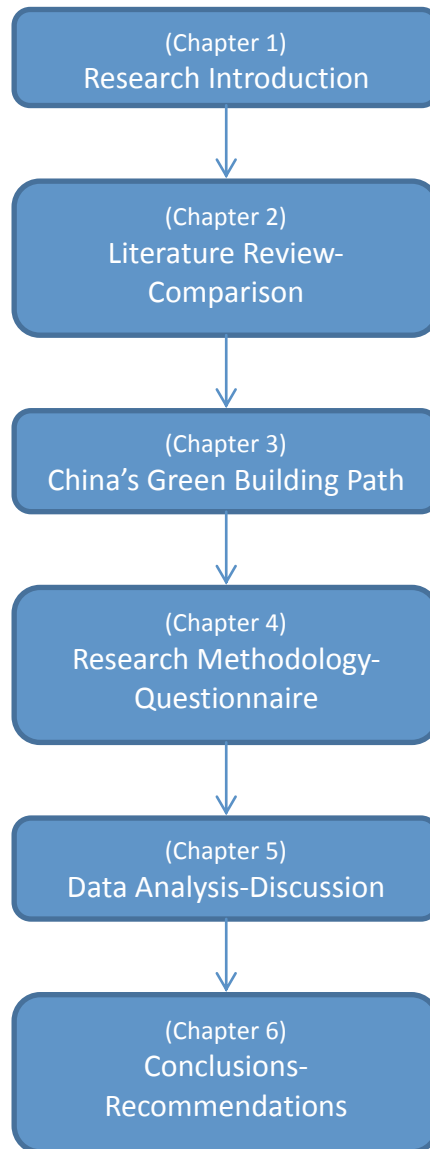 (Chapter 1)
Research Introduction
(Chapter 2)
Literature Review-
Comparison
(Chapter 3)
China’s Green Building Path
(Chapter 4)
Research Methodology-
Questionnaire
(Chapter 5)
Data Analysis-Discussion
(Chapter 6)
Conclusions-
Recommendations